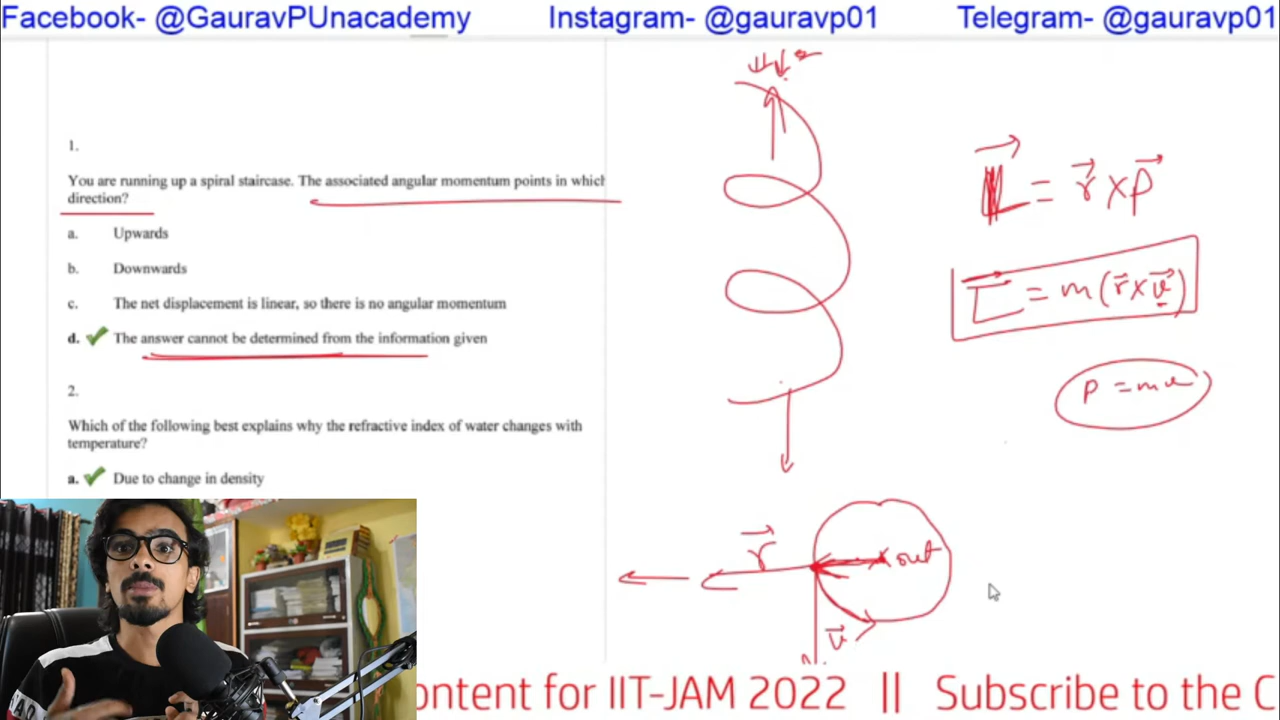 Facebook- @GauravPUnacademy Instagram- @gauravp01 Telegram- @gauravp01
1.
You are running up a spiral staircase. The associated angular momentum points in which
direction?
a. Upwards
b. Downwards
c. The net displacement is linear, so there is no angular momentum
d. The answer cannot be determined from the information given
2.
Which of the following best explains why the refractive index of water changes with
temperature?
a. Due to change in density
L = r × p
L = m(r × v)
p = mv
r
out
v
ontent for IIT-JAM 2022 || Subscribe to the C